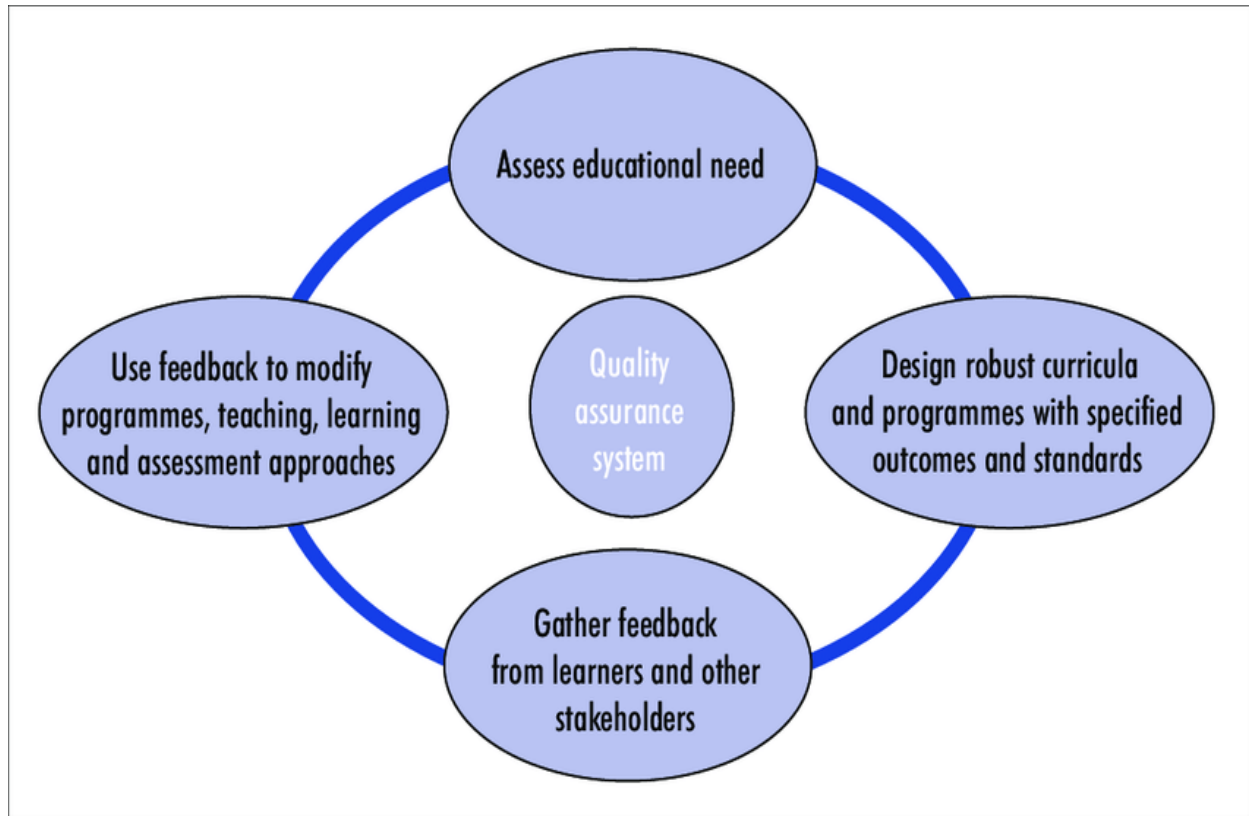 Assess educational need
Use feedback to modify
programmes, teaching, learning
and assessment approaches
Quality
assurance
system
Design robust curricula
and programmes with specified
outcomes and standards
Gather feedback
from learners and other
stakeholders